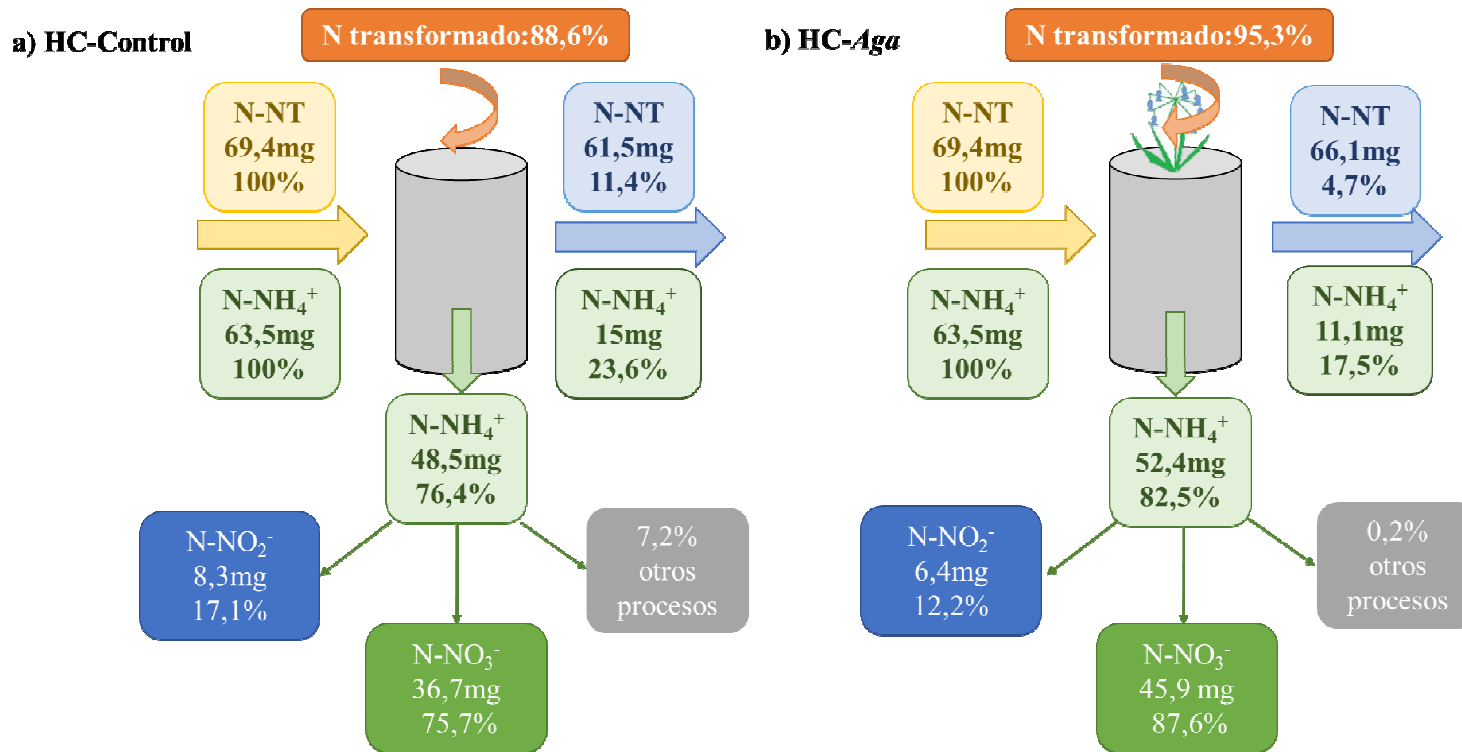 a) HC-Control
N transformado:88,6%
N-NT
69,4mg
100%
N-NT
61,5mg
11,4%
N-NH₄⁺
63,5mg
100%
N-NH₄⁺
15mg
23,6%
N-NH₄⁺
48,5mg
76,4%
N-NO₂⁻
8,3mg
17,1%
7,2%
otros
procesos
N-NO₃⁻
36,7mg
75,7%
b) HC-Aga
N transformado:95,3%
N-NT
69,4mg
100%
N-NT
66,1mg
4,7%
N-NH₄⁺
63,5mg
100%
N-NH₄⁺
11,1mg
17,5%
N-NH₄⁺
52,4mg
82,5%
N-NO₂⁻
6,4mg
12,2%
0,2%
otros
procesos
N-NO₃⁻
45,9 mg
87,6%